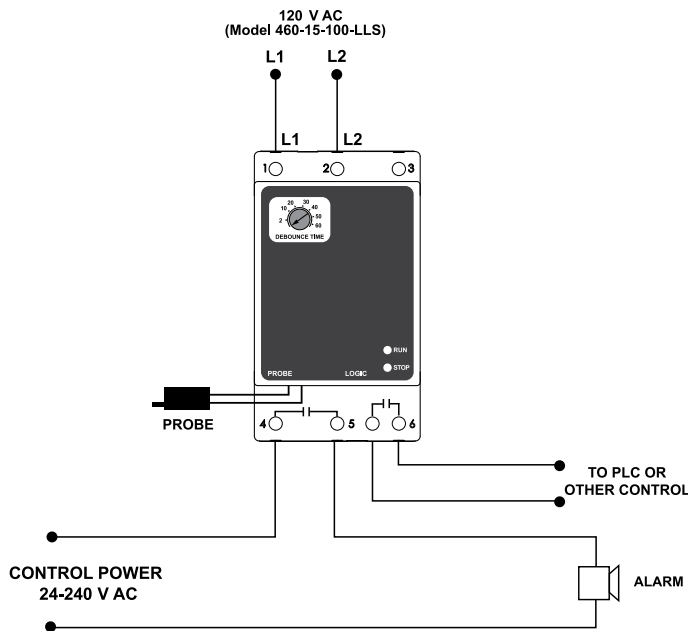 120 V AC
(Model 460-15-100-LLS)
L1 L2
L1 L2
1 2 3
2 10 20 30 40 50 60
DEBOUNCE TIME
RUN
STOP
PROBE LOGIC
PROBE
4 5 6
TO PLC OR
OTHER CONTROL
CONTROL POWER
24-240 V AC
ALARM